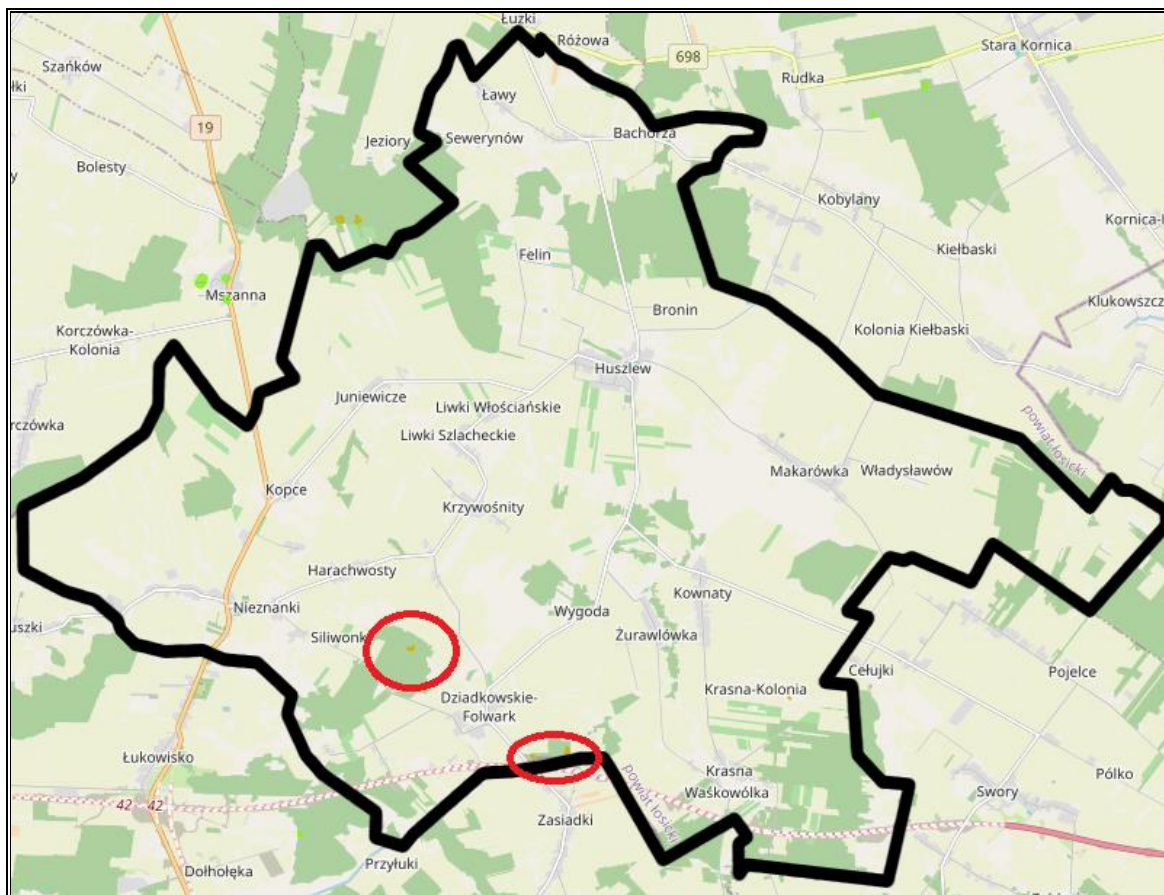 Łuzki
Różowa
698
Stara Kornica
Szańków
Rudka
łki
Ławy
19
Jeziory
Sewerynów
Bachorza
Bolesty
Kobylany
Kornica-
Felin
Kiełbaski
Mszanna
Klukowszcz
Bronin
Korczówka-
Kolonia
Kolonia Kiełbaski
Huszlew
Juniewicze
Liwki Włościańskie
powiat łosicki
rczówka
Liwki Szlacheckie
Makarówka
Władysławów
Kopce
Krzywośnity
Harachwosty
Kownaty
Nieznanki
Wygoda
uszki
Siliwonk
Żurawlówka
Celujki
Pojelce
Dziadkowskie-
Folwark
Krasna-Kolonia
Łukowisko
powiat łosicki
Krasna
Waśkowólka
Pólko
Swory
42 42
Zasiadki
Przyłuki
Dołhołęka